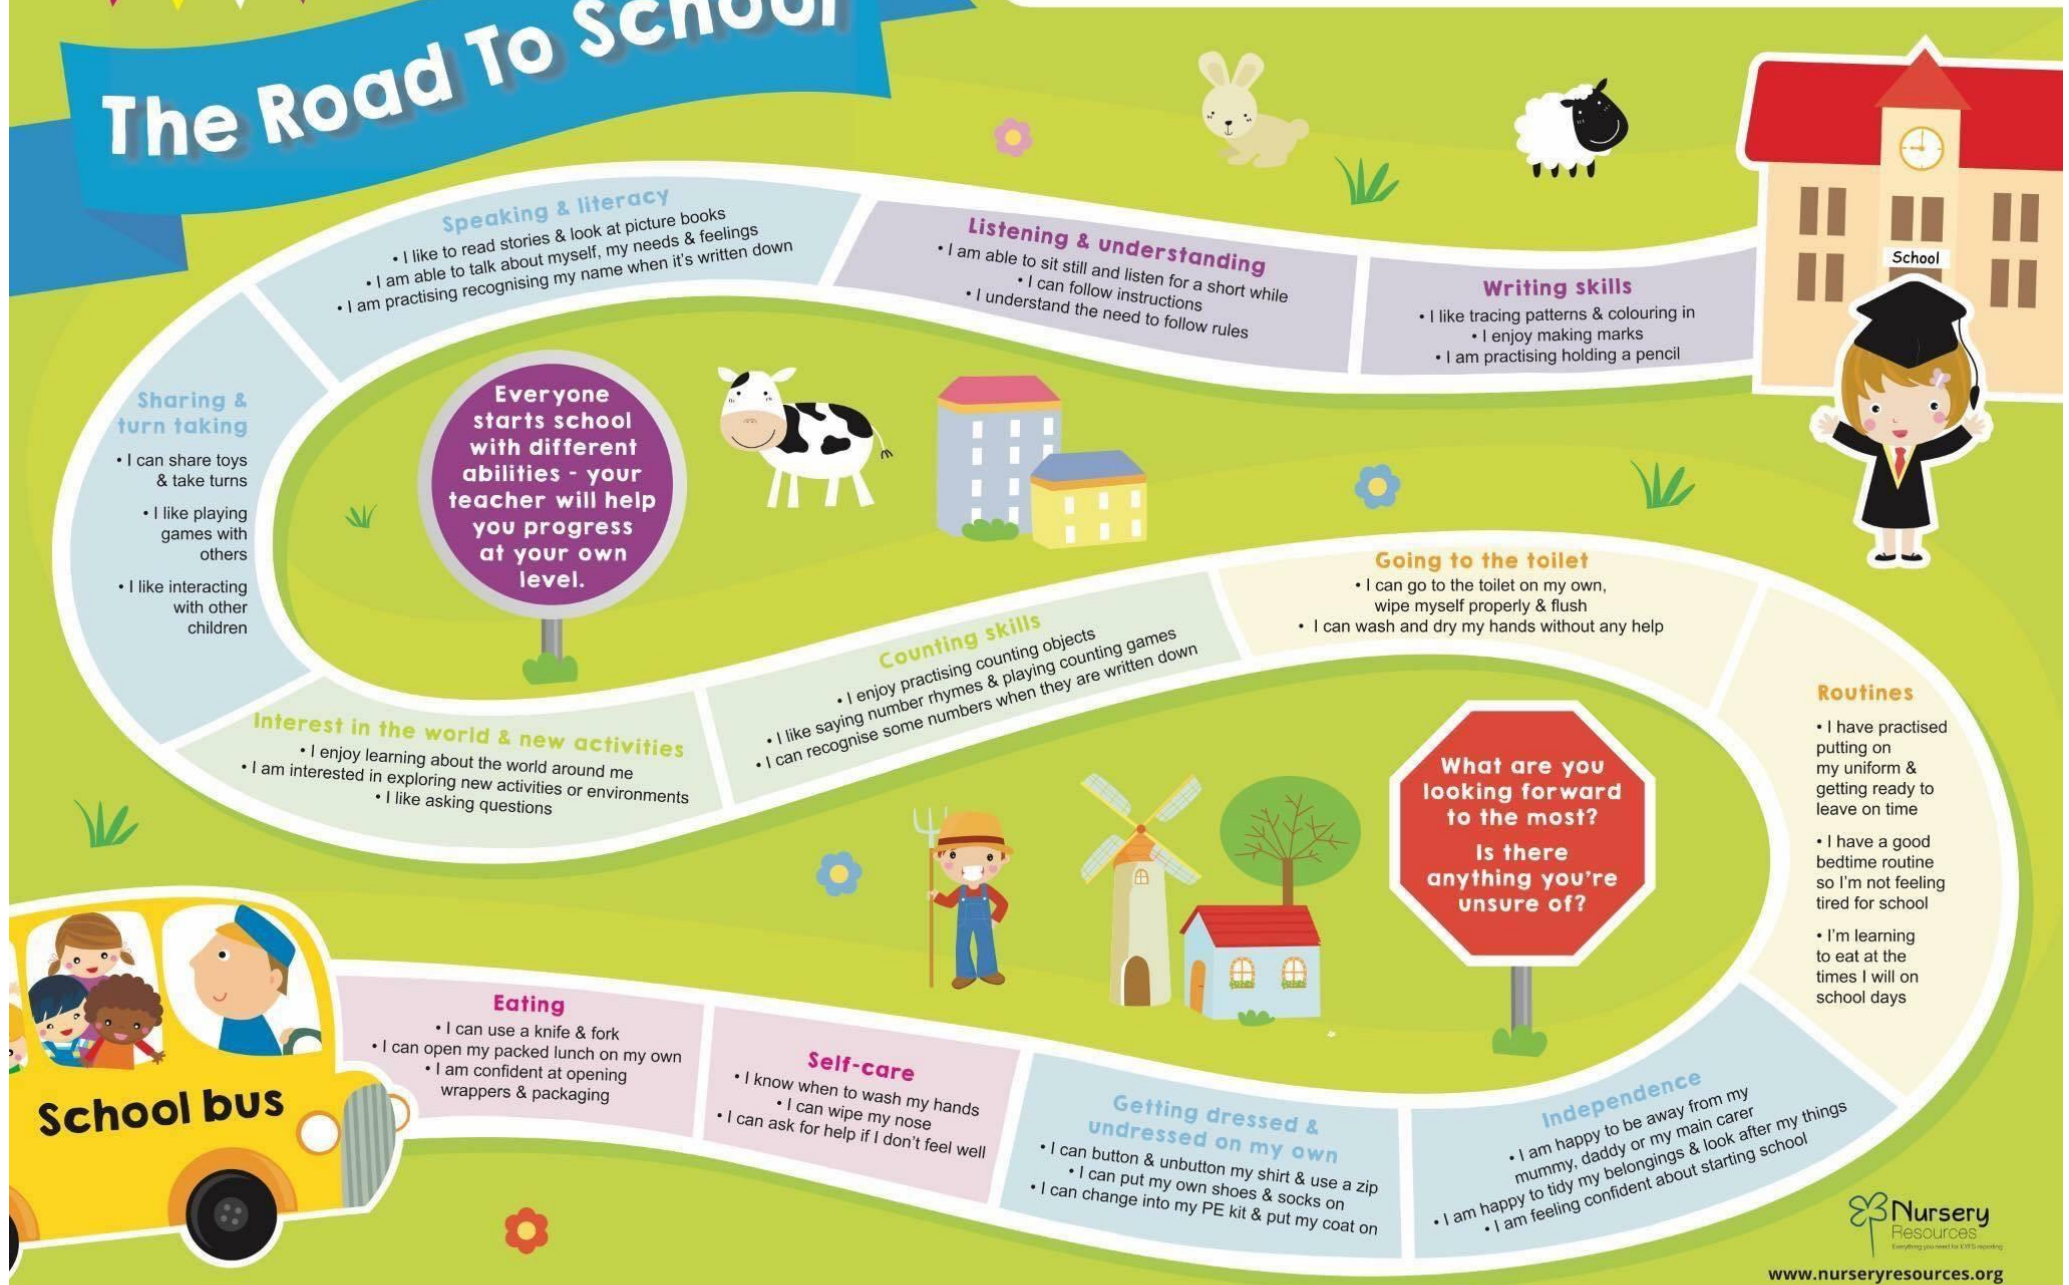 The Road To School
Speaking & literacy
• I like to read stories & look at picture books
• I am able to talk about myself, my needs & feelings
• I am practising recognising my name when it's written down
Listening & understanding
• I am able to sit still and listen for a short while
• I can follow instructions
• I understand the need to follow rules
Writing skills
• I like tracing patterns & colouring in
• I enjoy making marks
• I am practising holding a pencil
School
Sharing &
turn taking
• I can share toys
& take turns
• I like playing
games with
others
• I like interacting
with other
children
Everyone
starts school
with different
abilities - your
teacher will help
you progress
at your own
level.
Interest in the world & new activities
• I enjoy learning about the world around me
• I am interested in exploring new activities or environments
• I like asking questions
Counting skills
• I enjoy practising counting objects
• I like saying number rhymes & playing counting games
• I can recognise some numbers when they are written down
Going to the toilet
• I can go to the toilet on my own,
wipe myself properly & flush
• I can wash and dry my hands without any help
Routines
• I have practised
putting on
my uniform &
getting ready to
leave on time
• I have a good
bedtime routine
so I'm not feeling
tired for school
• I'm learning
to eat at the
times I will on
school days
What are you
looking forward
to the most?
Is there
anything you're
unsure of?
School bus
Eating
• I can use a knife & fork
• I can open my packed lunch on my own
• I am confident at opening
wrappers & packaging
Self-care
• I know when to wash my hands
• I can wipe my nose
• I can ask for help if I don't feel well
Getting dressed &
undressed on my own
• I can button & unbutton my shirt & use a zip
• I can put my own shoes & socks on
• I can change into my PE kit & put my coat on
Independence
• I am happy to be away from my
mummy, daddy or my main carer
• I am happy to tidy my belongings & look after my things
• I am feeling confident about starting school
Nursery
Resources
Everything you need for EYFS reporting
www.nurseryresources.org